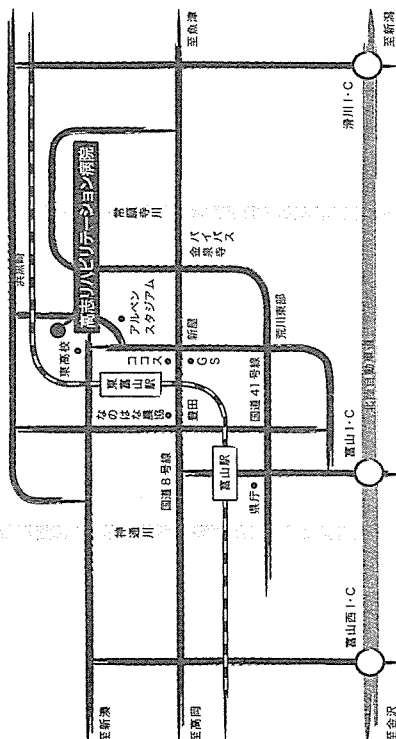 浜黒崎
至魚津
至新潟
滑川I・C
常願寺川
高志リハビリテーション病院
バイパス
金泉寺
アルペン
スタジアム
東高校
新屋
荒川東部
ココス
GS
東富山駅
なのはな農協
豊田
国道41号線
北陸自動車道
富山I・C
国道8号線
富山駅
県庁
神通川
富山西I・C
至新湊
至高岡
至金沢